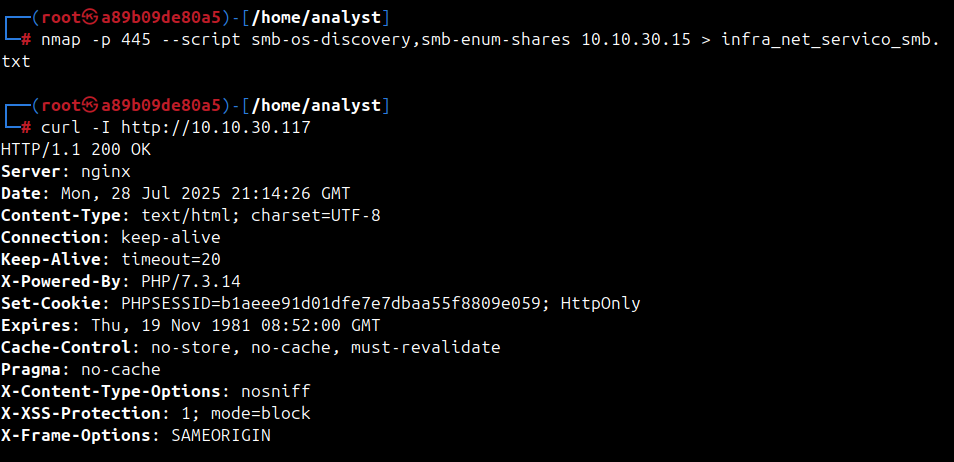 ┌──(root㉿a89b09de80a5)-[/home/analyst]
└─# nmap -p 445 --script smb-os-discovery,smb-enum-shares 10.10.30.15 > infra_net_servico_smb.
txt
┌──(root㉿a89b09de80a5)-[/home/analyst]
└─# curl -I http://10.10.30.117
HTTP/1.1 200 OK
Server: nginx
Date: Mon, 28 Jul 2025 21:14:26 GMT
Content-Type: text/html; charset=UTF-8
Connection: keep-alive
Keep-Alive: timeout=20
X-Powered-By: PHP/7.3.14
Set-Cookie: PHPSESSID=b1aeee91d01dfe7e7dbaa55f8809e059; HttpOnly
Expires: Thu, 19 Nov 1981 08:52:00 GMT
Cache-Control: no-store, no-cache, must-revalidate
Pragma: no-cache
X-Content-Type-Options: nosniff
X-XSS-Protection: 1; mode=block
X-Frame-Options: SAMEORIGIN